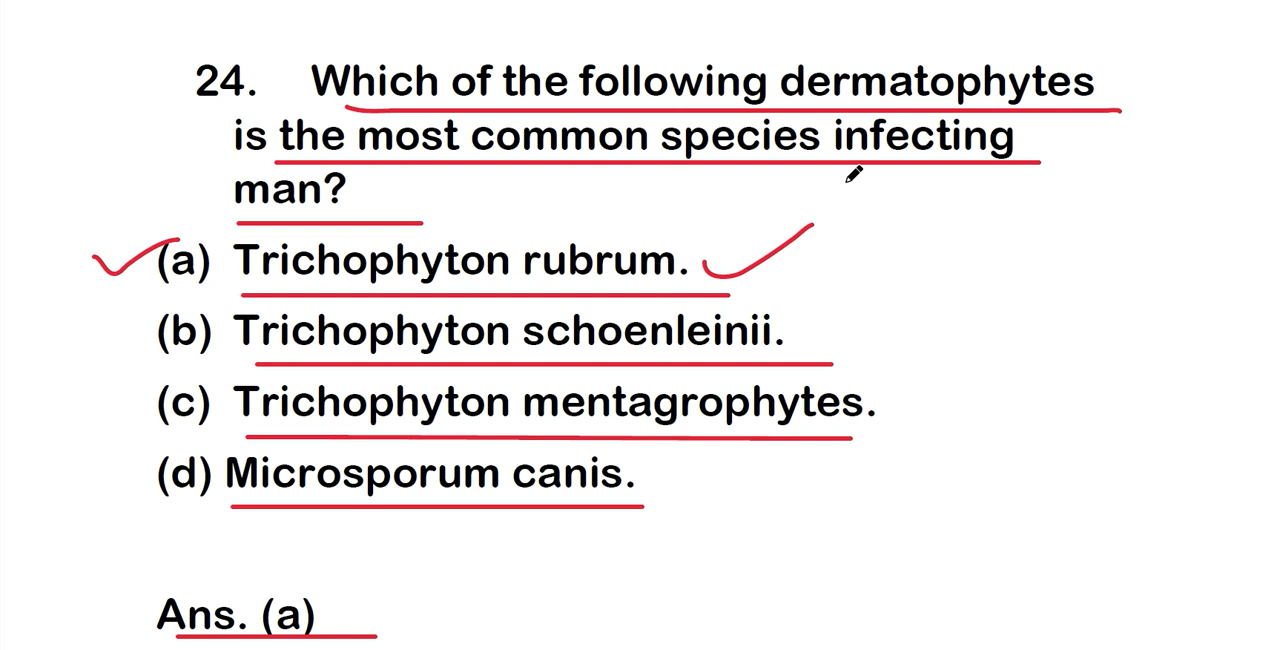 24. Which of the following dermatophytes
is the most common species infecting
man?
(a) Trichophyton rubrum.
(b) Trichophyton schoenleinii.
(c) Trichophyton mentagrophytes.
(d) Microsporum canis.
Ans. (a)